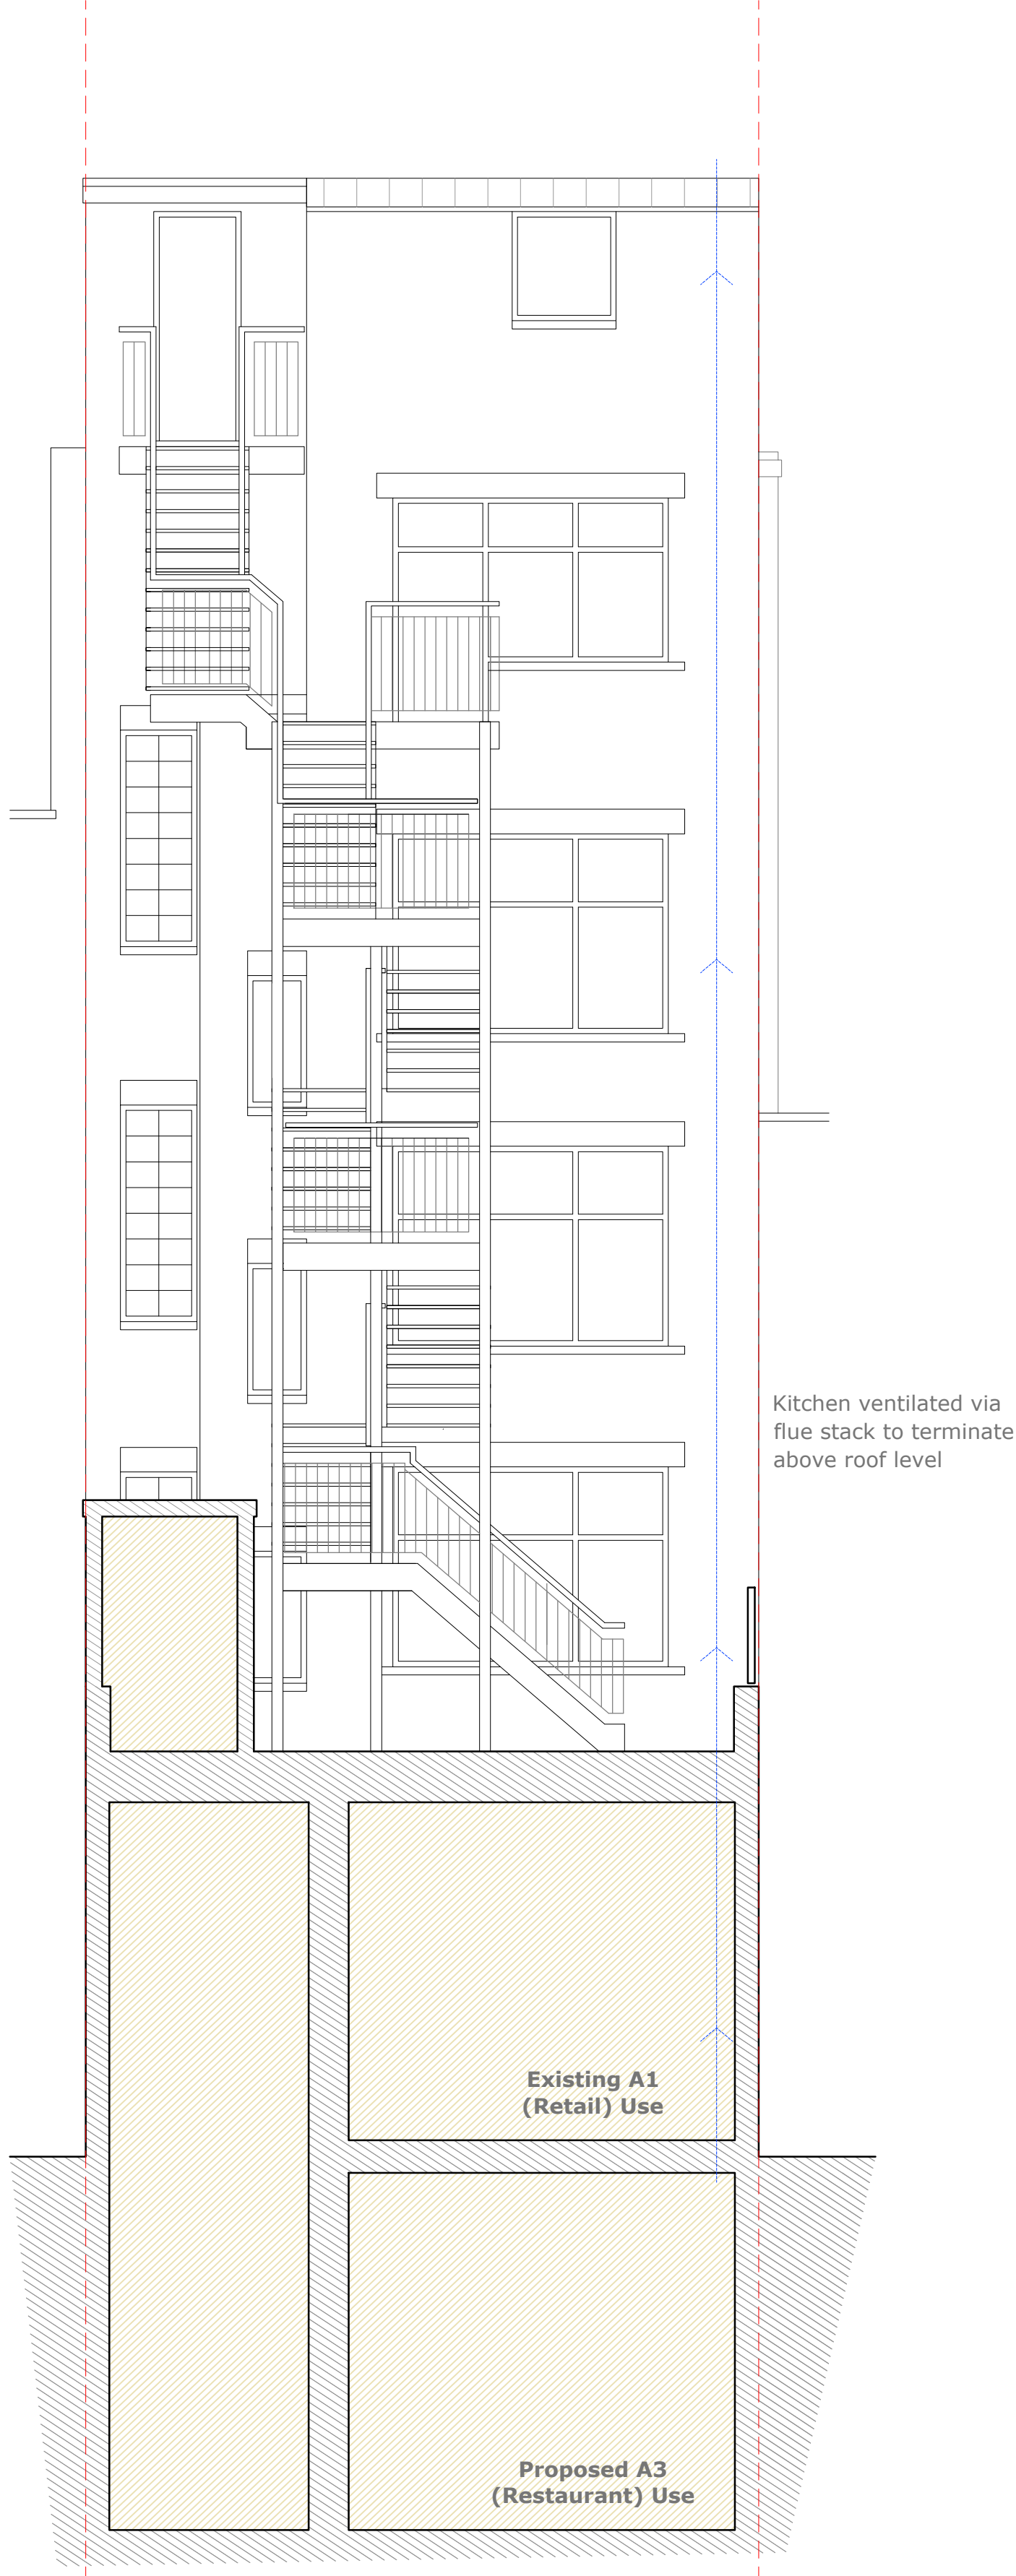 Kitchen ventilated via
flue stack to terminate
above roof level
Existing A1
(Retail) Use
Proposed A3
(Restaurant) Use